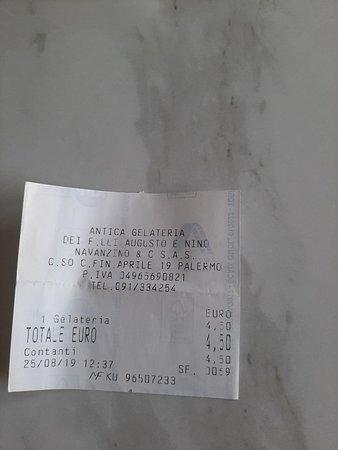 ANTICA GELATERIA
DEI F.LLI AUGUSTO E NINO
NAVANZINO & C S.A.S.
C.SO C.FIN.APRILE 19 PALERMO
P.IVA 04965690821
TEL.091/334254
EURO
1 Gelateria 4,50
TOTALE EURO 4,50
Contanti 4,50
25/08/19 12:37 SF. 0069
MF KU 96507233